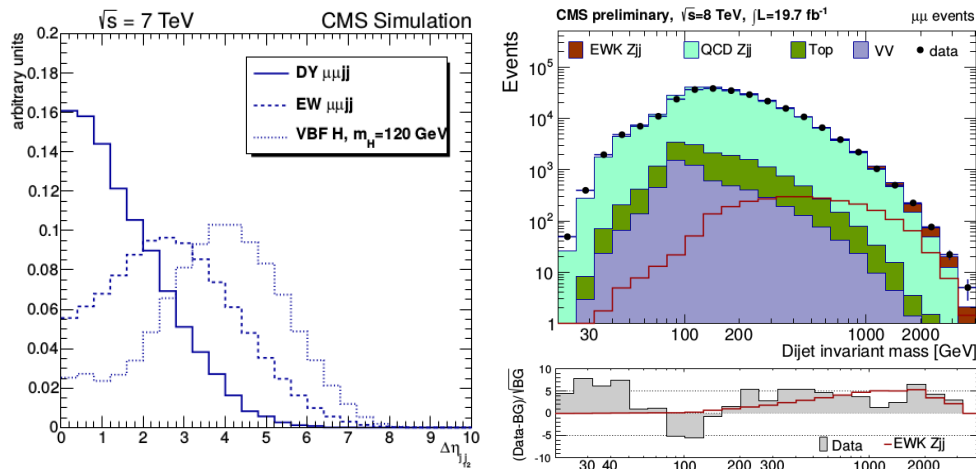 √s = 7 TeV CMS Simulation
arbitrary units
0.2
0.18
0.16
0.14
0.12
0.1
0.08
0.06
0.04
0.02
0
0 1 2 3 4 5 6 7 8 9 10
DY μμjj
EW μμjj
VBF H, m_H=120 GeV
Δη_j
CMS preliminary, √s=8 TeV, ∫L=19.7 fb⁻¹ μμ events
EWK Zjj QCD Zjj Top VV data
Events
10⁵
10⁴
10³
10²
10
1
30 100 200 1000 2000
Dijet invariant mass [GeV]
(Data-BG)/√BG
10
5
0
-5
-10
Data EWK Zjj
30 40 100 200 300 1000 2000